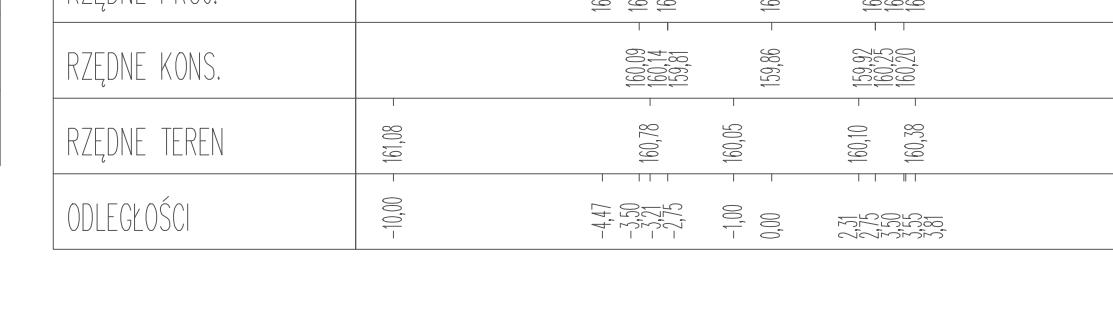 RZĘDNE KONS. 160,09 160,14 159,81 159,86 159,92 160,25 160,20
RZĘDNE TEREN 161,08 160,78 160,05 160,10 160,38
ODLEGŁOŚCI -10,00 -4,47 -3,50 -3,21 -2,75 -1,00 0,00 2,31 2,75 3,50 3,55 3,81